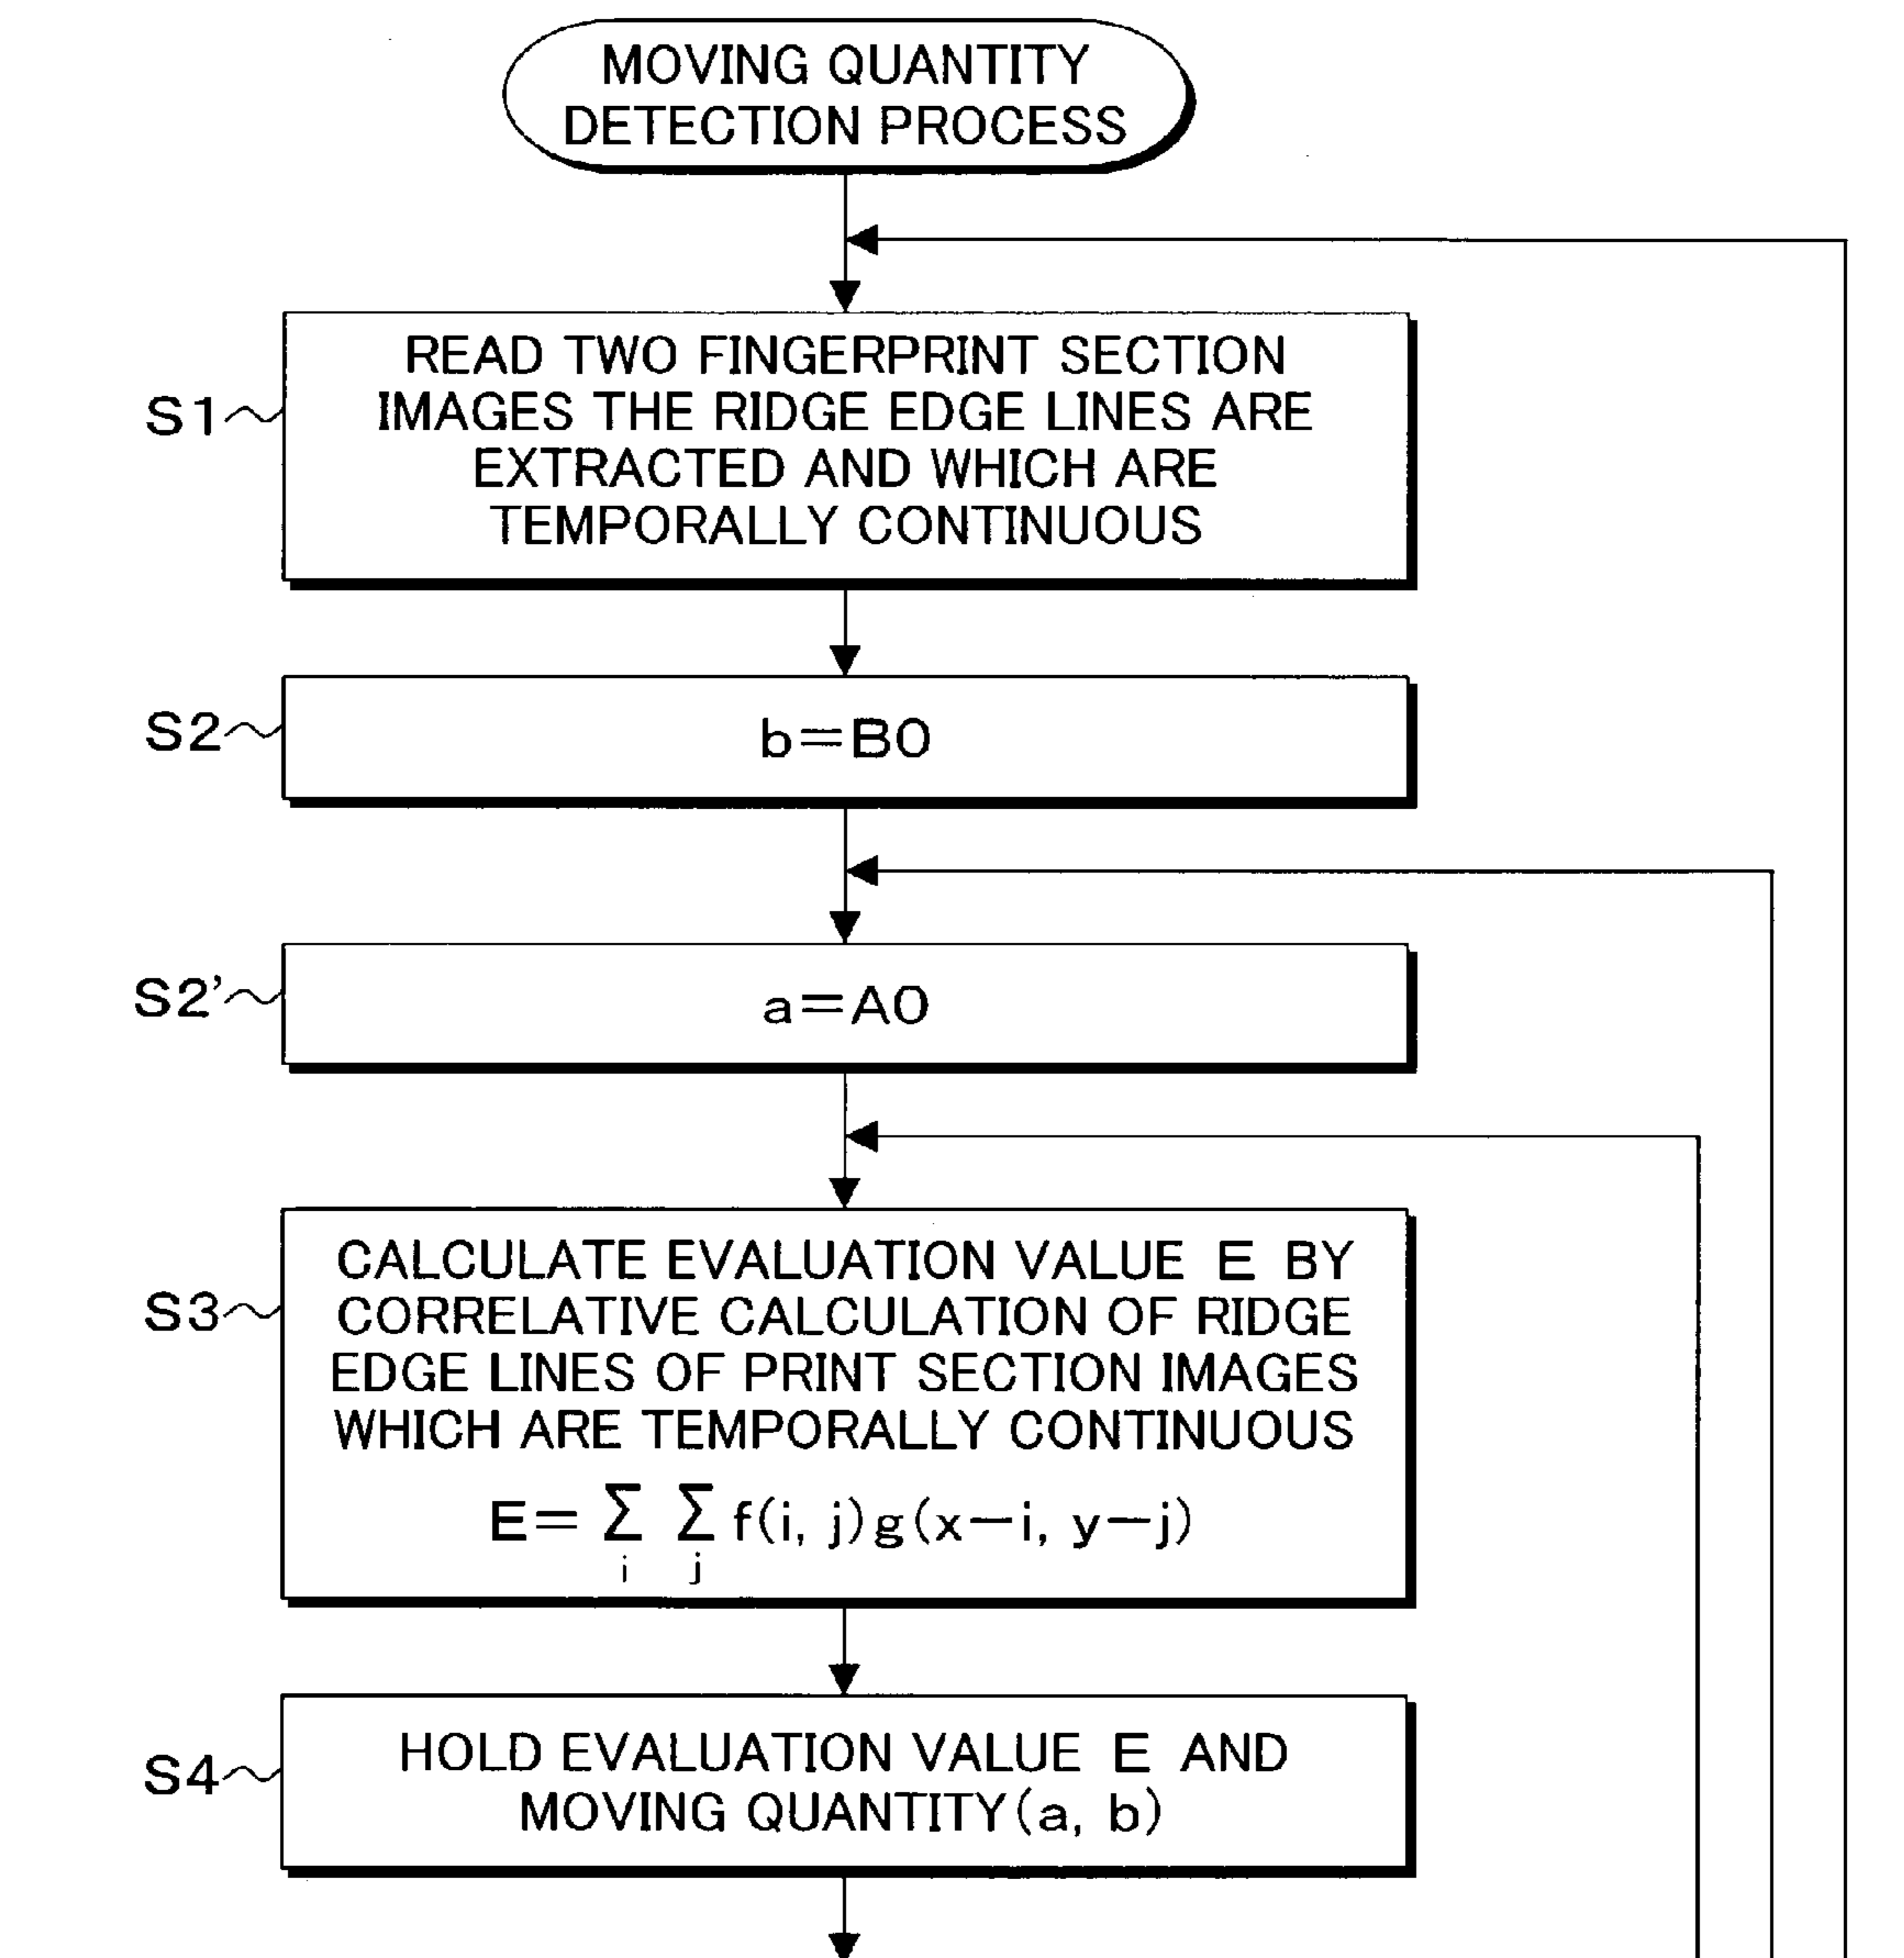 MOVING QUANTITY
DETECTION PROCESS
S1
READ TWO FINGERPRINT SECTION
IMAGES THE RIDGE EDGE LINES ARE
EXTRACTED AND WHICH ARE
TEMPORALLY CONTINUOUS
S2
b=B0
S2'
a=A0
S3
CALCULATE EVALUATION VALUE E BY
CORRELATIVE CALCULATION OF RIDGE
EDGE LINES OF PRINT SECTION IMAGES
WHICH ARE TEMPORALLY CONTINUOUS
E= Σ Σ f(i, j)g(x−i, y−j)
i j
S4
HOLD EVALUATION VALUE E AND
MOVING QUANTITY(a, b)